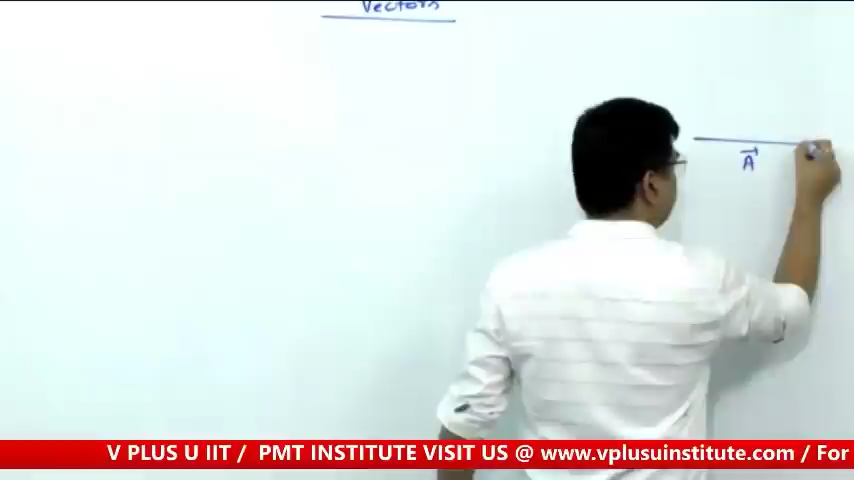 Vectors
A
V PLUS U IIT / PMT INSTITUTE VISIT US @ www.vplusuinstitute.com / For